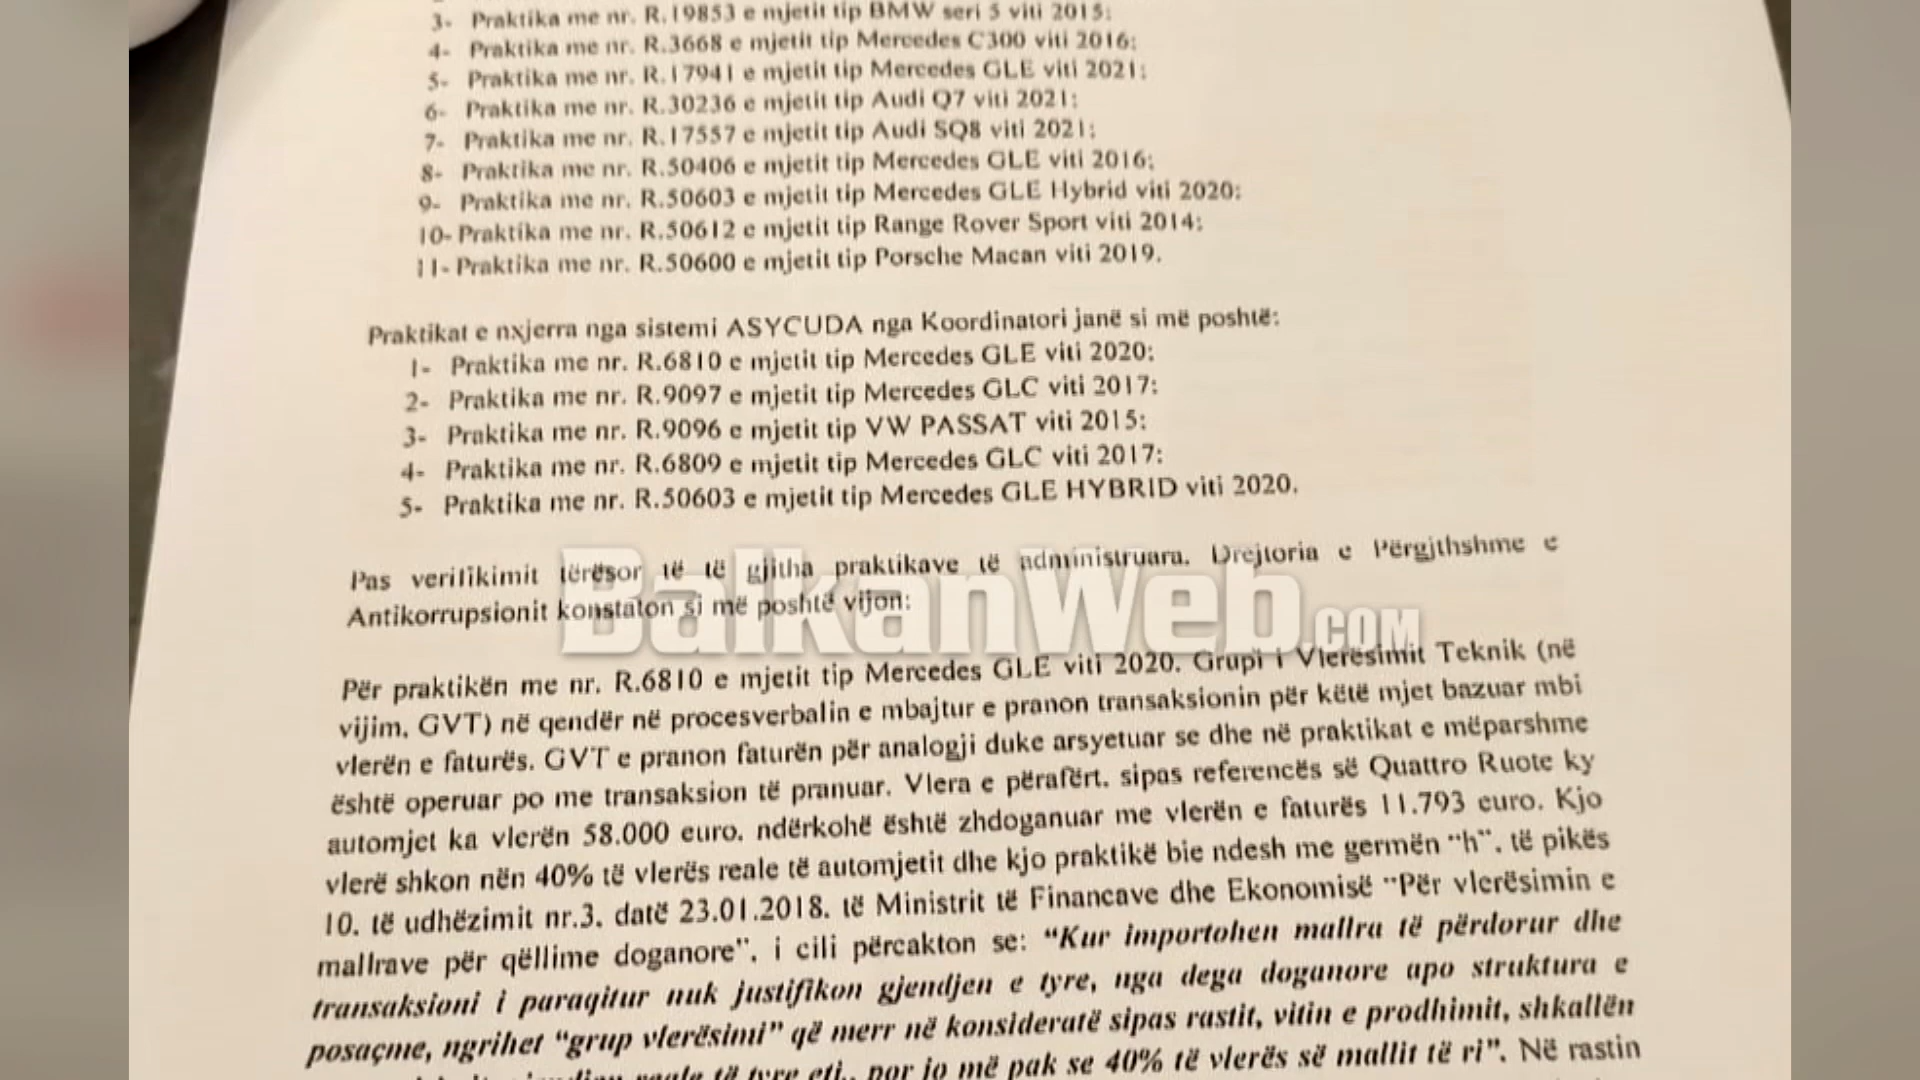 3- Praktika me nr. R.19853 e mjetit tip BMW seri 5 viti 2015;
4- Praktika me nr. R.3668 e mjetit tip Mercedes C300 viti 2016;
5- Praktika me nr. R.17941 e mjetit tip Mercedes GLE viti 2021;
6- Praktika me nr. R.30236 e mjetit tip Audi Q7 viti 2021;
7- Praktika me nr. R.17557 e mjetit tip Audi SQ8 viti 2021;
8- Praktika me nr. R.50406 e mjetit tip Mercedes GLE viti 2016;
9- Praktika me nr. R.50603 e mjetit tip Mercedes GLE Hybrid viti 2020;
10- Praktika me nr. R.50612 e mjetit tip Range Rover Sport viti 2014;
11- Praktika me nr. R.50600 e mjetit tip Porsche Macan viti 2019.
Praktikat e nxjerra nga sistemi ASYCUDA nga Koordinatori janë si më poshtë:
1- Praktika me nr. R.6810 e mjetit tip Mercedes GLE viti 2020;
2- Praktika me nr. R.9097 e mjetit tip Mercedes GLC viti 2017;
3- Praktika me nr. R.9096 e mjetit tip VW PASSAT viti 2015;
4- Praktika me nr. R.6809 e mjetit tip Mercedes GLC viti 2017;
5- Praktika me nr. R.50603 e mjetit tip Mercedes GLE HYBRID viti 2020.
Pas verifikimit tërësor të të gjitha praktikave të administruara, Drejtoria e Përgjithshme e
Antikorrupsionit konstaton si më poshtë vijon:
BalkanWeb.COM
Për praktikën me nr. R.6810 e mjetit tip Mercedes GLE viti 2020. Grupi i Vlerësimit Teknik (në
vijim, GVT) në qendër në procesverbalin e mbajtur e pranon transaksionin për këtë mjet bazuar mbi
vlerën e faturës. GVT e pranon faturën për analogji duke arsyetuar se dhe në praktikat e mëparshme
është operuar po me transaksion të pranuar. Vlera e përafërt, sipas referencës së Quattro Ruote ky
automjet ka vlerën 58.000 euro, ndërkohë është zhdoganuar me vlerën e faturës 11.793 euro. Kjo
vlerë shkon nën 40% të vlerës reale të automjetit dhe kjo praktikë bie ndesh me germën "h", të pikës
10, të udhëzimit nr.3, datë 23.01.2018, të Ministrit të Financave dhe Ekonomisë "Për vlerësimin e
mallrave për qëllime doganore", i cili përcakton se: "Kur importohen mallra të përdorur dhe
transaksioni i paraqitur nuk justifikon gjendjen e tyre, nga dega doganore apo struktura e
posaçme, ngrihet "grup vlerësimi" që merr në konsideratë sipas rastit, vitin e prodhimit, shkallën
reale të tyre etj., por jo më pak se 40% të vlerës së mallit të ri". Në rastin